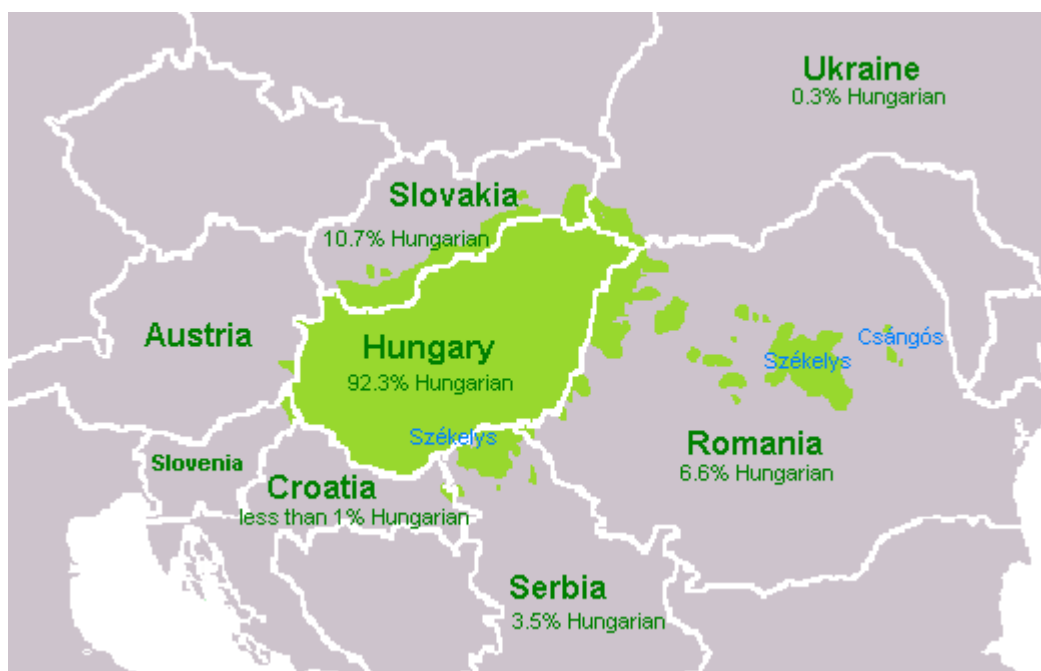 Ukraine
0.3% Hungarian
Slovakia
10.7% Hungarian
Austria
Hungary
92.3% Hungarian
Csángós
Székelys
Székelys
Romania
6.6% Hungarian
Slovenia
Croatia
less than 1% Hungarian
Serbia
3.5% Hungarian